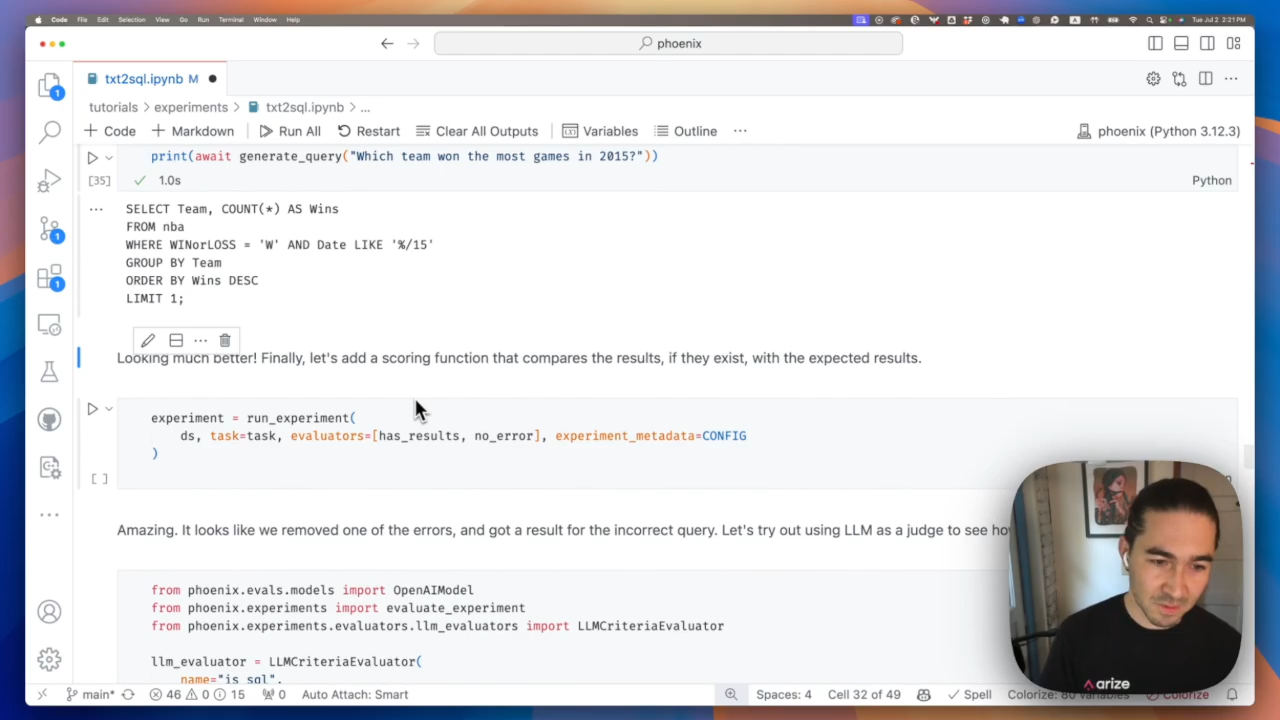 Code File Edit Selection View Go Run Terminal Window Help
Tue Jul 2 2:21 PM
phoenix
txt2sql.ipynb M
tutorials > experiments > txt2sql.ipynb > ...
+ Code + Markdown Run All Restart Clear All Outputs Variables Outline ... phoenix (Python 3.12.3)
print(await generate_query("Which team won the most games in 2015?"))
[35] 1.0s Python
SELECT Team, COUNT(*) AS Wins
FROM nba
WHERE WINorLOSS = 'W' AND Date LIKE '%/15'
GROUP BY Team
ORDER BY Wins DESC
LIMIT 1;
Looking much better! Finally, let's add a scoring function that compares the results, if they exist, with the expected results.
experiment = run_experiment(
ds, task=task, evaluators=[has_results, no_error], experiment_metadata=CONFIG
)
[ ]
Amazing. It looks like we removed one of the errors, and got a result for the incorrect query. Let's try out using LLM as a judge to see
from phoenix.evals.models import OpenAIModel
from phoenix.experiments import evaluate_experiment
from phoenix.experiments.evaluators.llm_evaluators import LLMCriteriaEvaluator
llm_evaluator = LLMCriteriaEvaluator(
name="is_sql",
arize
main* 46 0 15 0 Auto Attach: Smart Spaces: 4 Cell 32 of 49 Spell Colorize: 80 variables Colorize